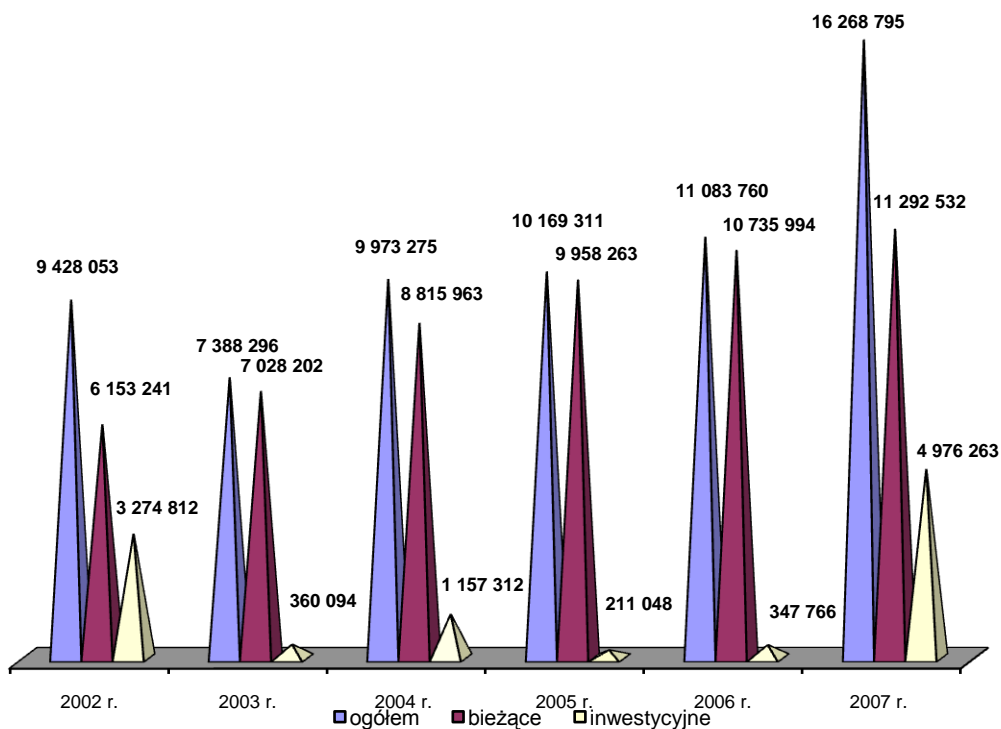 16 268 795
11 083 760
11 292 532
10 169 311
10 735 994
9 973 275
9 958 263
9 428 053
8 815 963
7 388 296
7 028 202
6 153 241
4 976 263
3 274 812
360 094
1 157 312
211 048
347 766
2002 r. 2003 r. 2004 r. 2005 r. 2006 r. 2007 r.
ogółem bieżące inwestycyjne